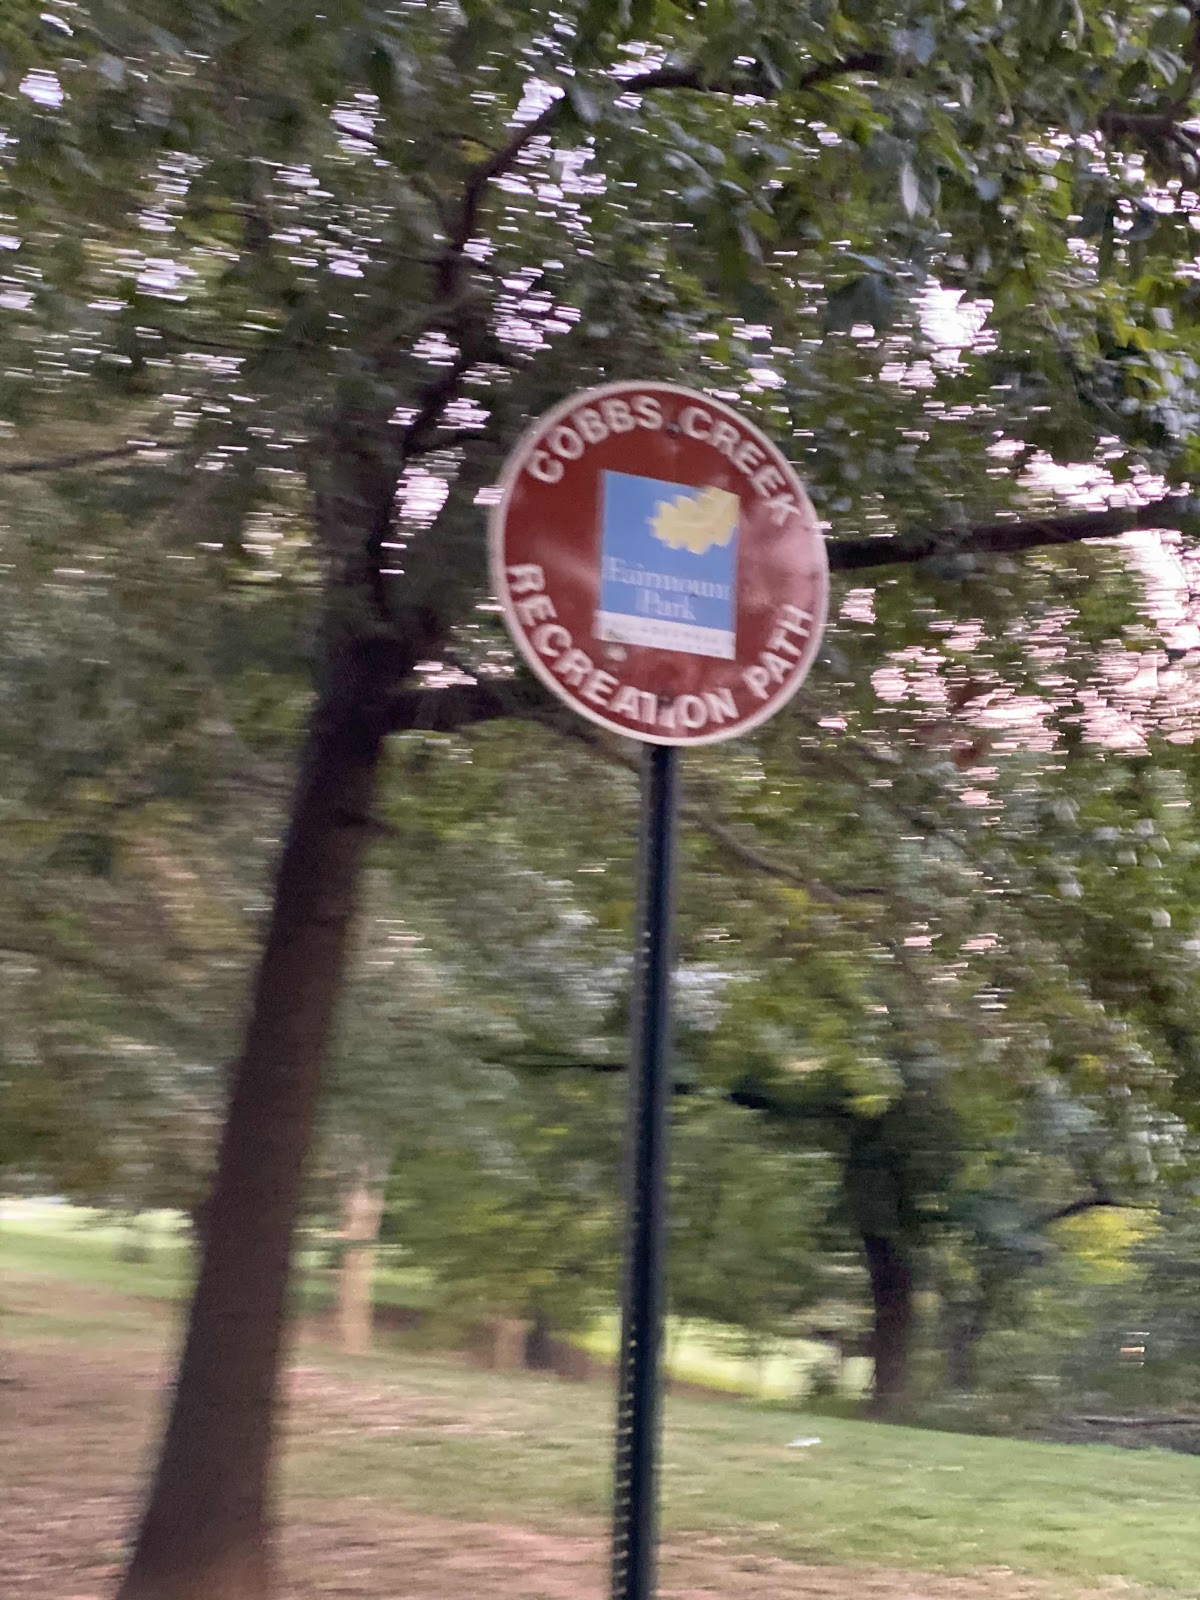 COBBS CREEK
Fairmount
Park
RECREATION PATH